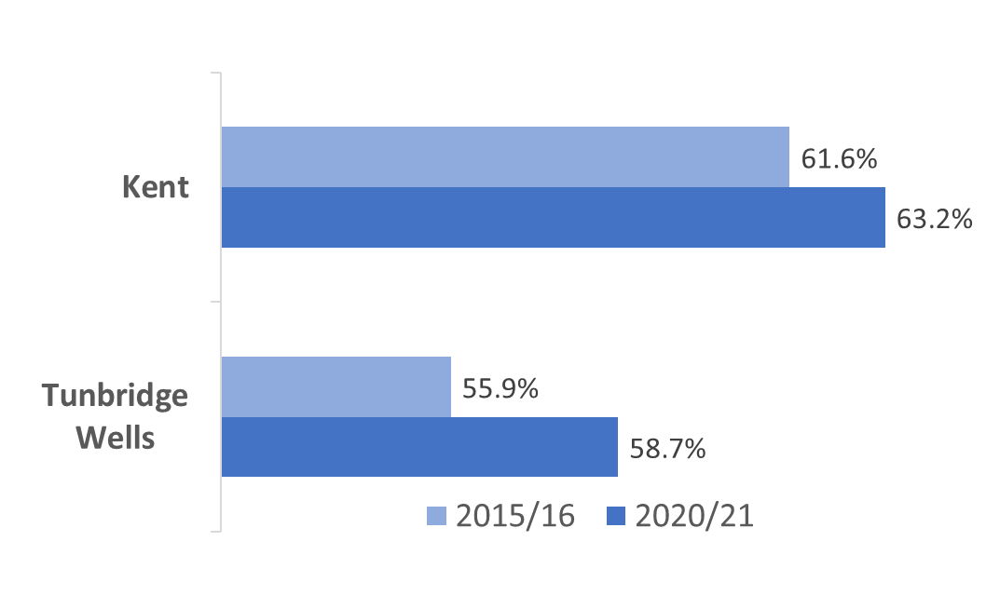 Kent
61.6%
63.2%
Tunbridge
Wells
55.9%
58.7%
2015/16
2020/21